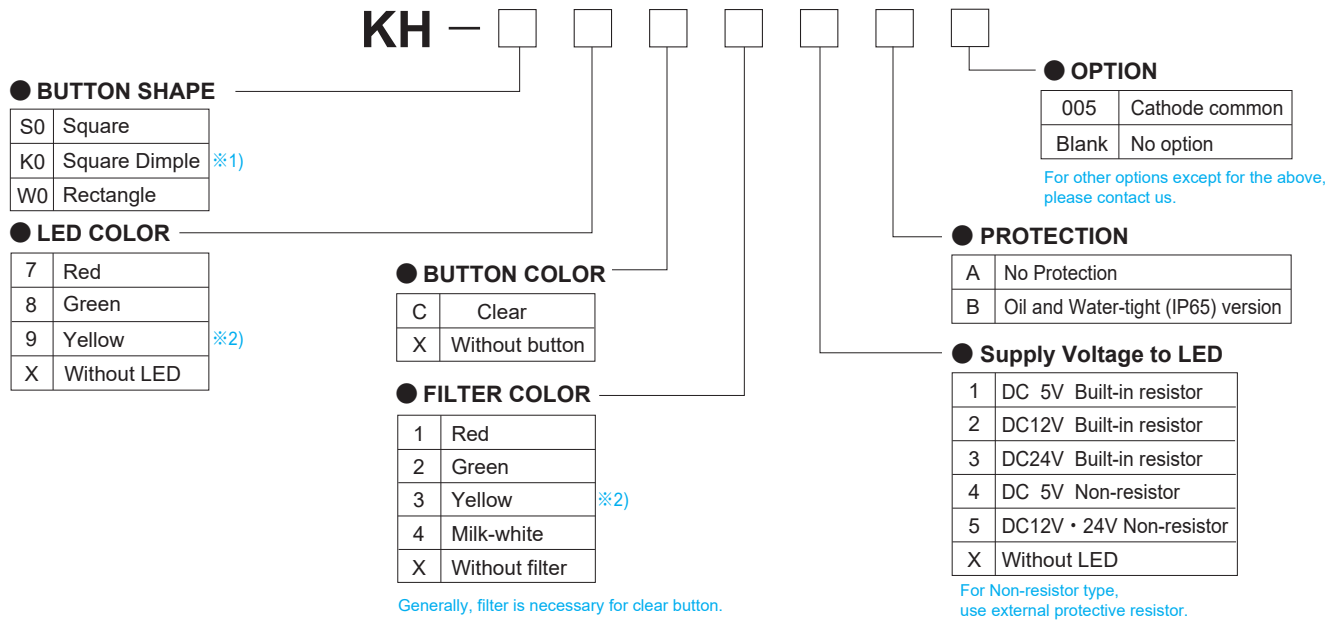 KH –
● BUTTON SHAPE
S0 Square
K0 Square Dimple ※1)
W0 Rectangle
● LED COLOR
7 Red
8 Green
9 Yellow ※2)
X Without LED
● BUTTON COLOR
C Clear
X Without button
● FILTER COLOR
1 Red
2 Green
3 Yellow ※2)
4 Milk-white
X Without filter
Generally, filter is necessary for clear button.
● OPTION
005 Cathode common
Blank No option
For other options except for the above,
please contact us.
● PROTECTION
A No Protection
B Oil and Water-tight (IP65) version
● Supply Voltage to LED
1 DC 5V Built-in resistor
2 DC12V Built-in resistor
3 DC24V Built-in resistor
4 DC 5V Non-resistor
5 DC12V・24V Non-resistor
X Without LED
For Non-resistor type,
use external protective resistor.